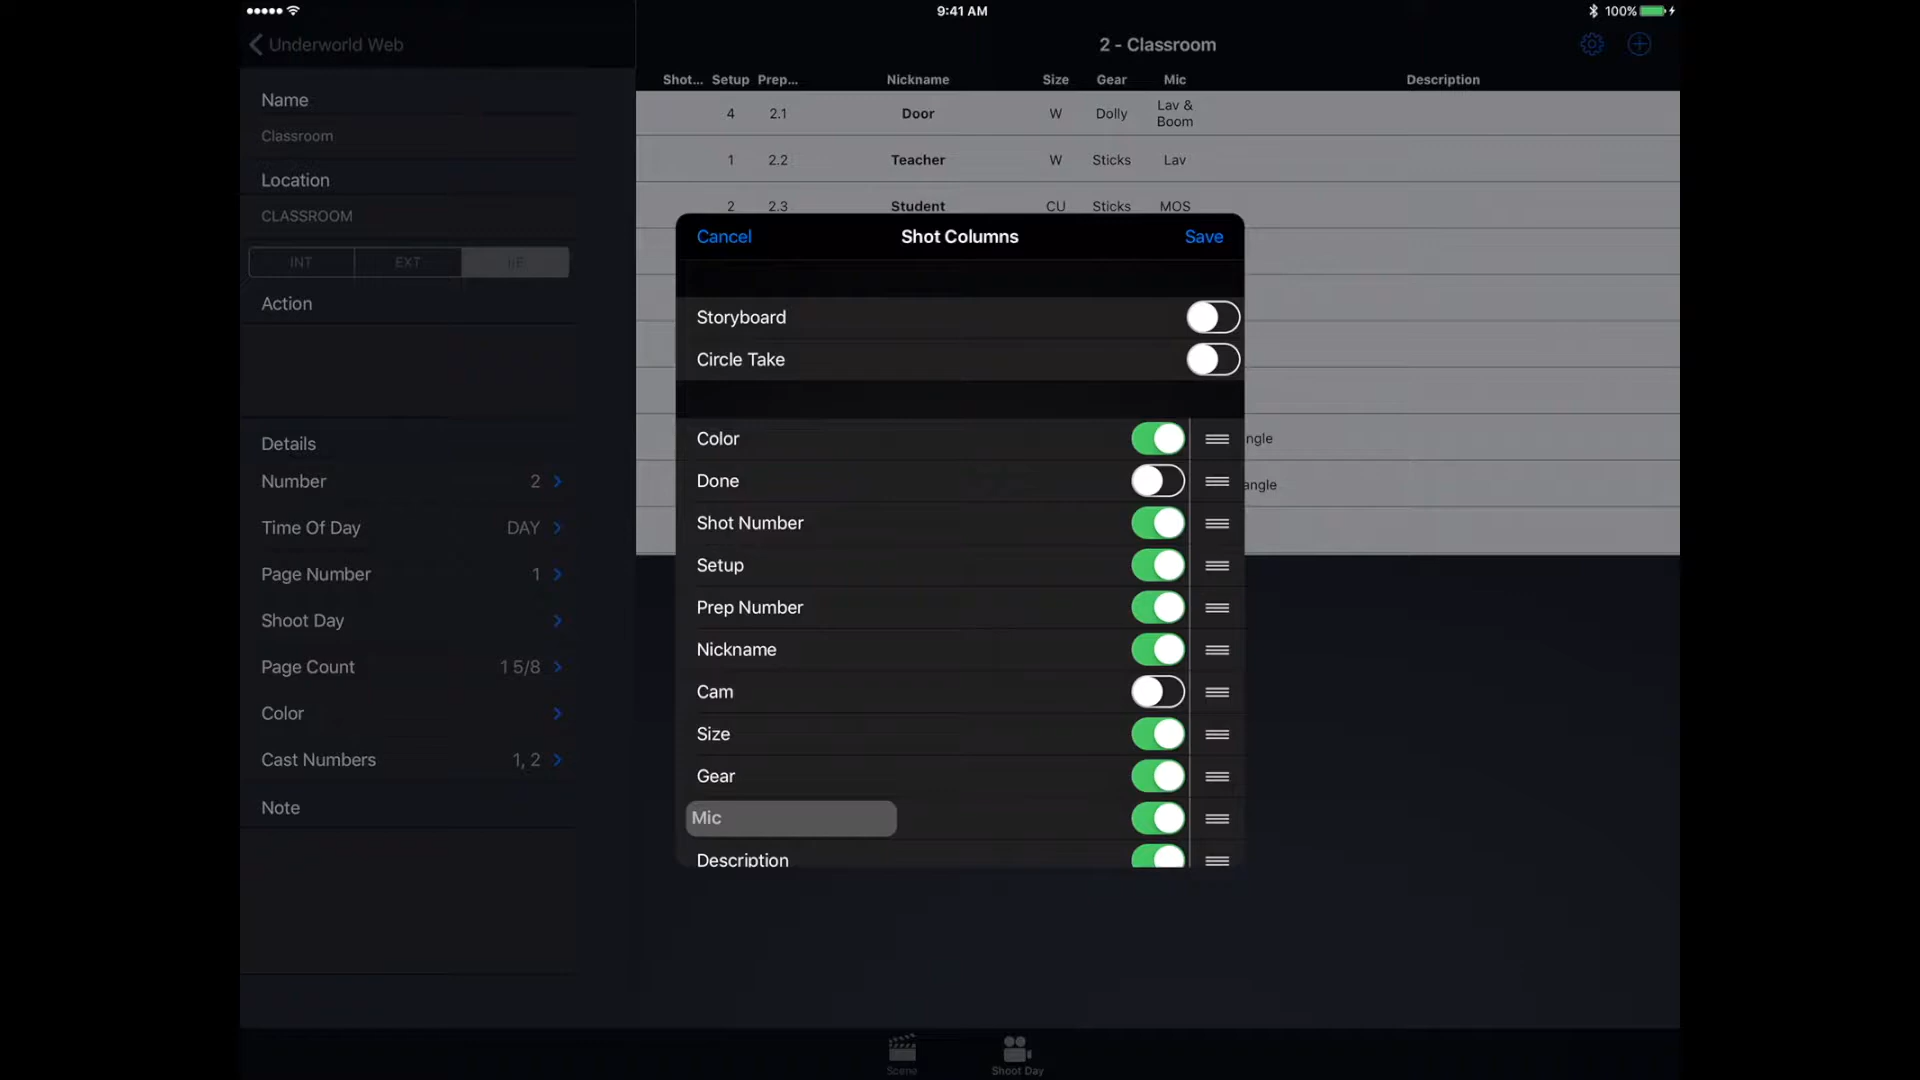 9:41 AM
100%
Underworld Web
2 - Classroom
Shot... Setup Prep... Nickname Size Gear Mic Description
Name
Classroom
Location
CLASSROOM
INT EXT I/E
Action
Details
Number 2
Time Of Day DAY
Page Number 1
Shoot Day
Page Count 1 5/8
Color
Cast Numbers 1, 2
Note
4 2.1 Door W Dolly Lav & Boom
1 2.2 Teacher W Sticks Lav
2 2.3 Student CU Sticks MOS
ngle
angle
Cancel Shot Columns Save
Storyboard
Circle Take
Color
Done
Shot Number
Setup
Prep Number
Nickname
Cam
Size
Gear
Mic
Description
Scene Shoot Day